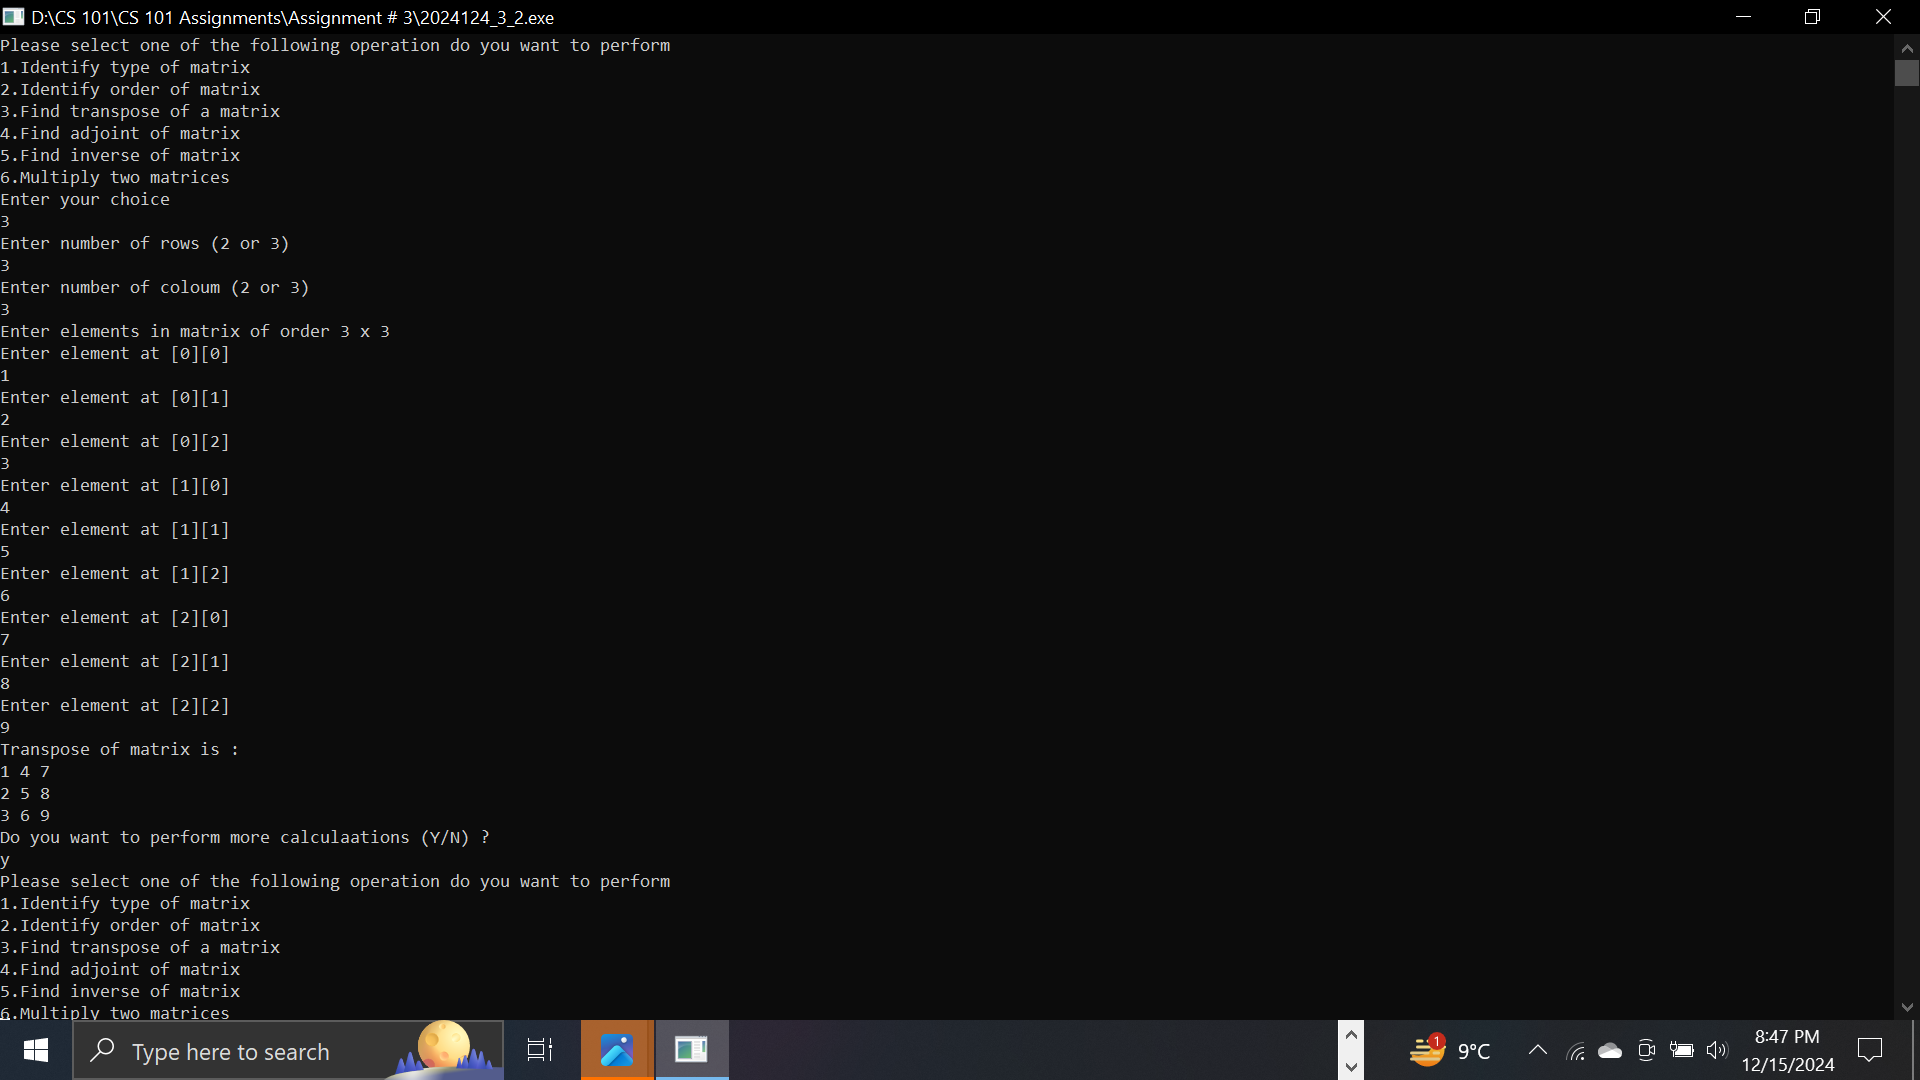 D:\CS 101\CS 101 Assignments\Assignment # 3\2024124_3_2.exe
Please select one of the following operation do you want to perform
1.Identify type of matrix
2.Identify order of matrix
3.Find transpose of a matrix
4.Find adjoint of matrix
5.Find inverse of matrix
6.Multiply two matrices
Enter your choice
3
Enter number of rows (2 or 3)
3
Enter number of coloum (2 or 3)
3
Enter elements in matrix of order 3 x 3
Enter element at [0][0]
1
Enter element at [0][1]
2
Enter element at [0][2]
3
Enter element at [1][0]
4
Enter element at [1][1]
5
Enter element at [1][2]
6
Enter element at [2][0]
7
Enter element at [2][1]
8
Enter element at [2][2]
9
Transpose of matrix is :
1 4 7
2 5 8
3 6 9
Do you want to perform more calculaations (Y/N) ?
y
Please select one of the following operation do you want to perform
1.Identify type of matrix
2.Identify order of matrix
3.Find transpose of a matrix
4.Find adjoint of matrix
5.Find inverse of matrix
6.Multiply two matrices
Type here to search
1
9°C
8:47 PM
12/15/2024